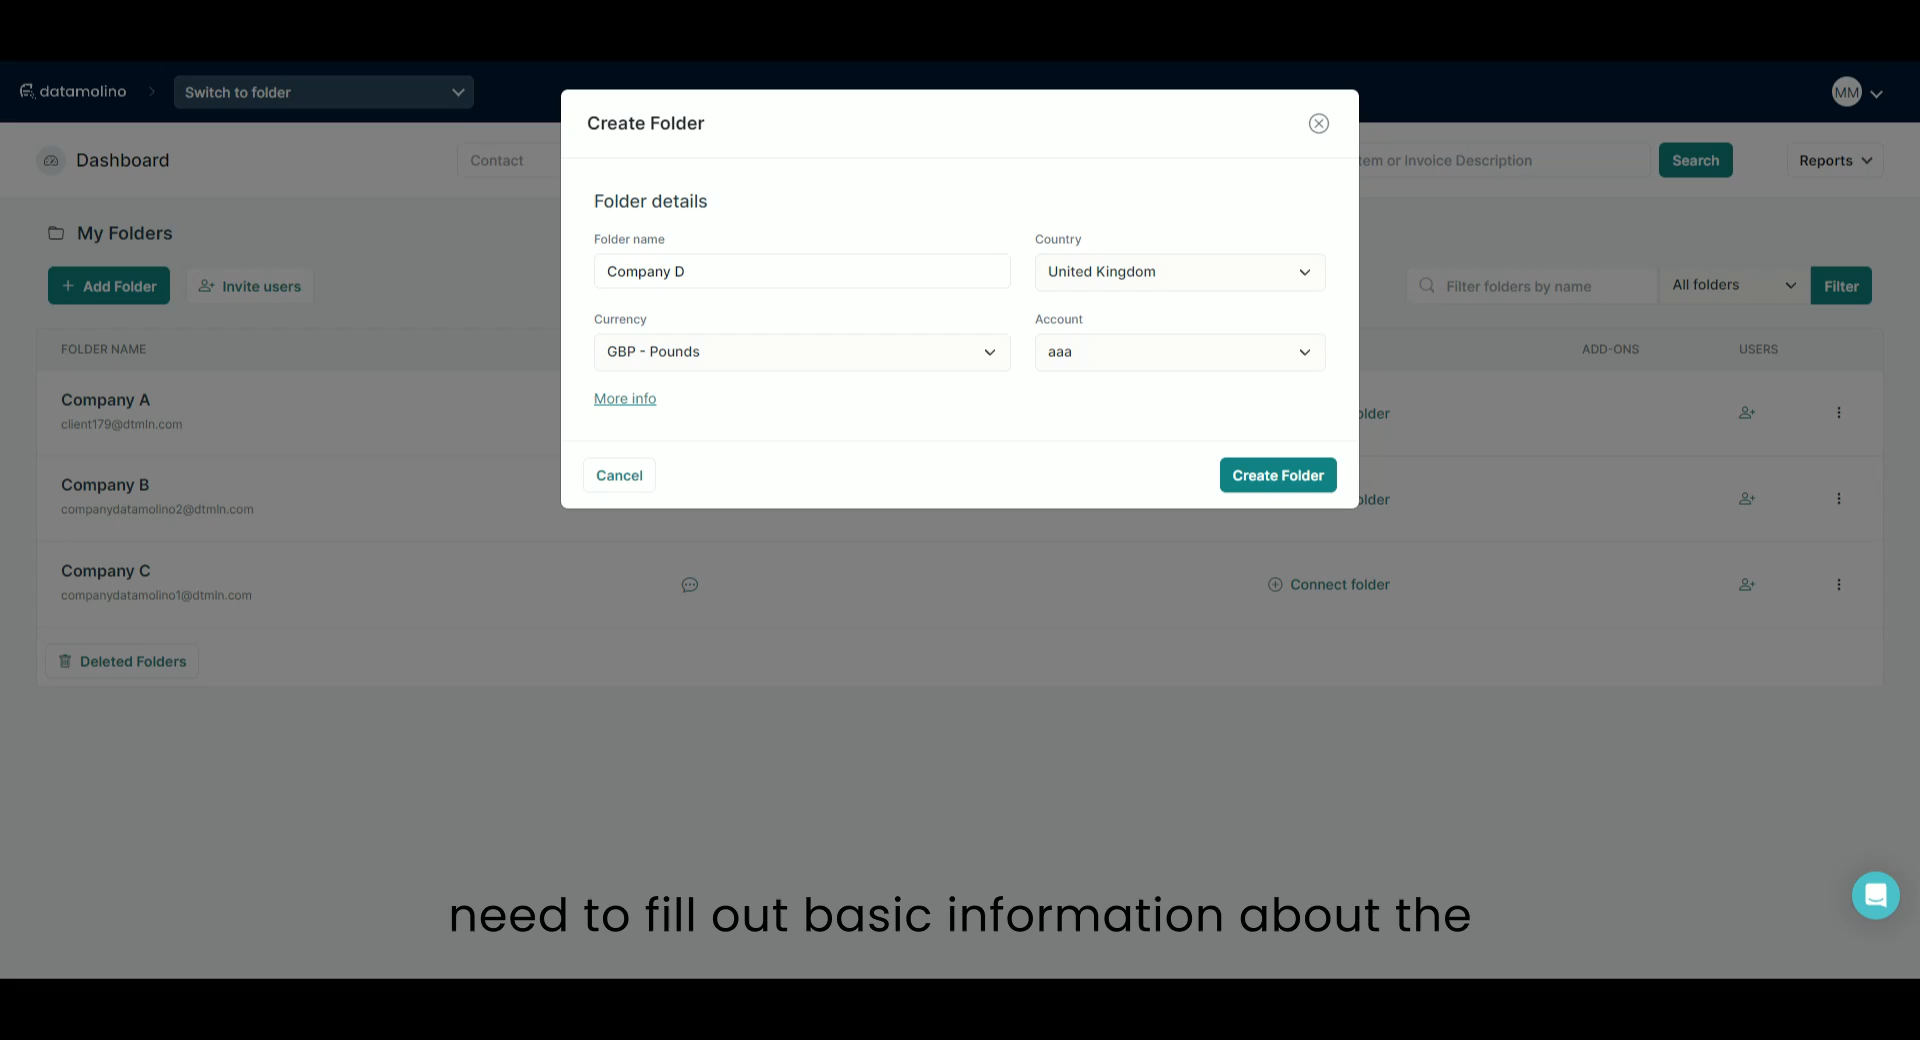 datamolino
Switch to folder
MM
Dashboard
Contact
tem or Invoice Description
Search
Reports
My Folders
Add Folder
Invite users
Filter folders by name
All folders
Filter
FOLDER NAME
ADD-ONS
USERS
Company A
client179@dtmln.com
older
Company B
companydatamolino2@dtmln.com
older
Company C
companydatamolino1@dtmln.com
Connect folder
Deleted Folders
Create Folder
Folder details
Folder name
Country
Company D
United Kingdom
Currency
Account
GBP - Pounds
aaa
More info
Cancel
Create Folder
need to fill out basic information about the